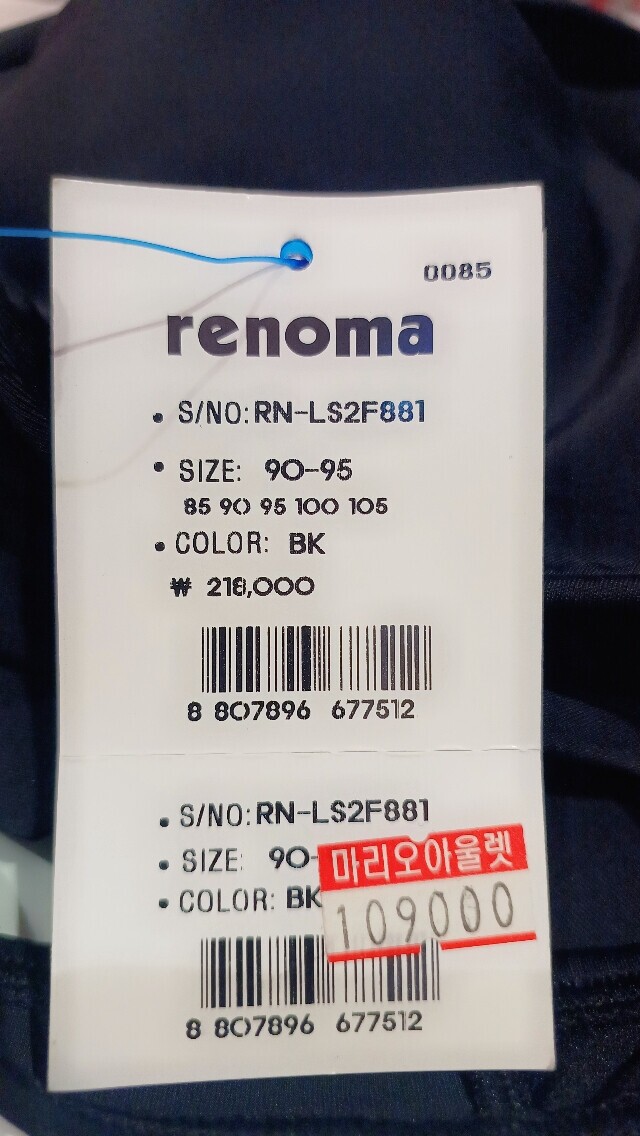 0085
renoma
• S/NO: RN-LS2F881
• SIZE: 90-95
85 90 95 100 105
• COLOR: BK
₩ 218,000
8 807896 677512
• S/NO: RN-LS2F881
• SIZE: 90-
마리오아울렛
• COLOR: BK
109000
8 807896 677512